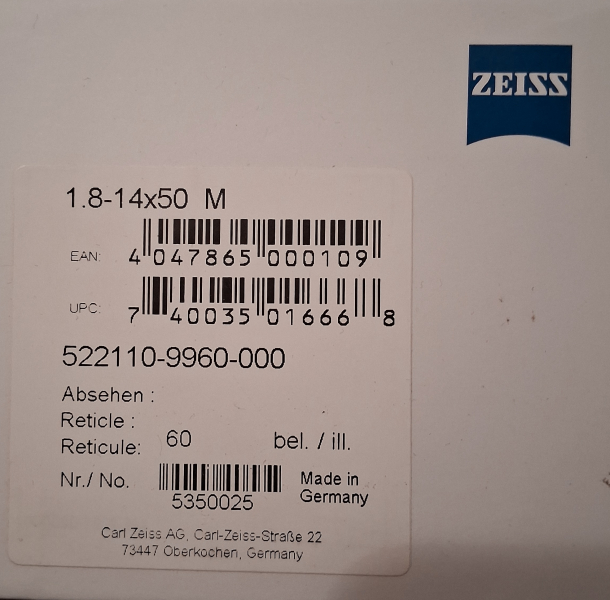 ZEISS
1.8-14x50 M
EAN: 4 047865 000109
UPC: 7 40035 01666 8
522110-9960-000
Absehen :
Reticle :
Reticule: 60 bel. / ill.
Nr./ No. 5350025 Made in
Germany
Carl Zeiss AG, Carl-Zeiss-Straße 22
73447 Oberkochen, Germany